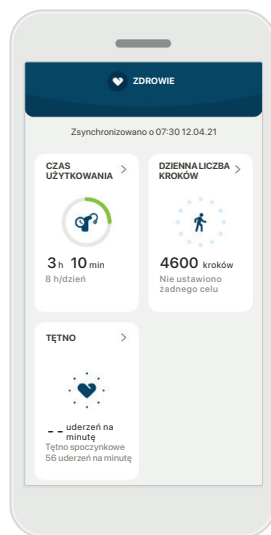 ZDROWIE
Zsynchronizowano o 07:30 12.04.21
CZAS
UŻYTKOWANIA
3 h 10 min
8 h/dzień
DZIENNA LICZBA
KROKÓW
4600 kroków
Nie ustawiono
żadnego celu
TĘTNO
-- uderzeń na
minutę
Tętno spoczynkowe
56 uderzeń na minutę